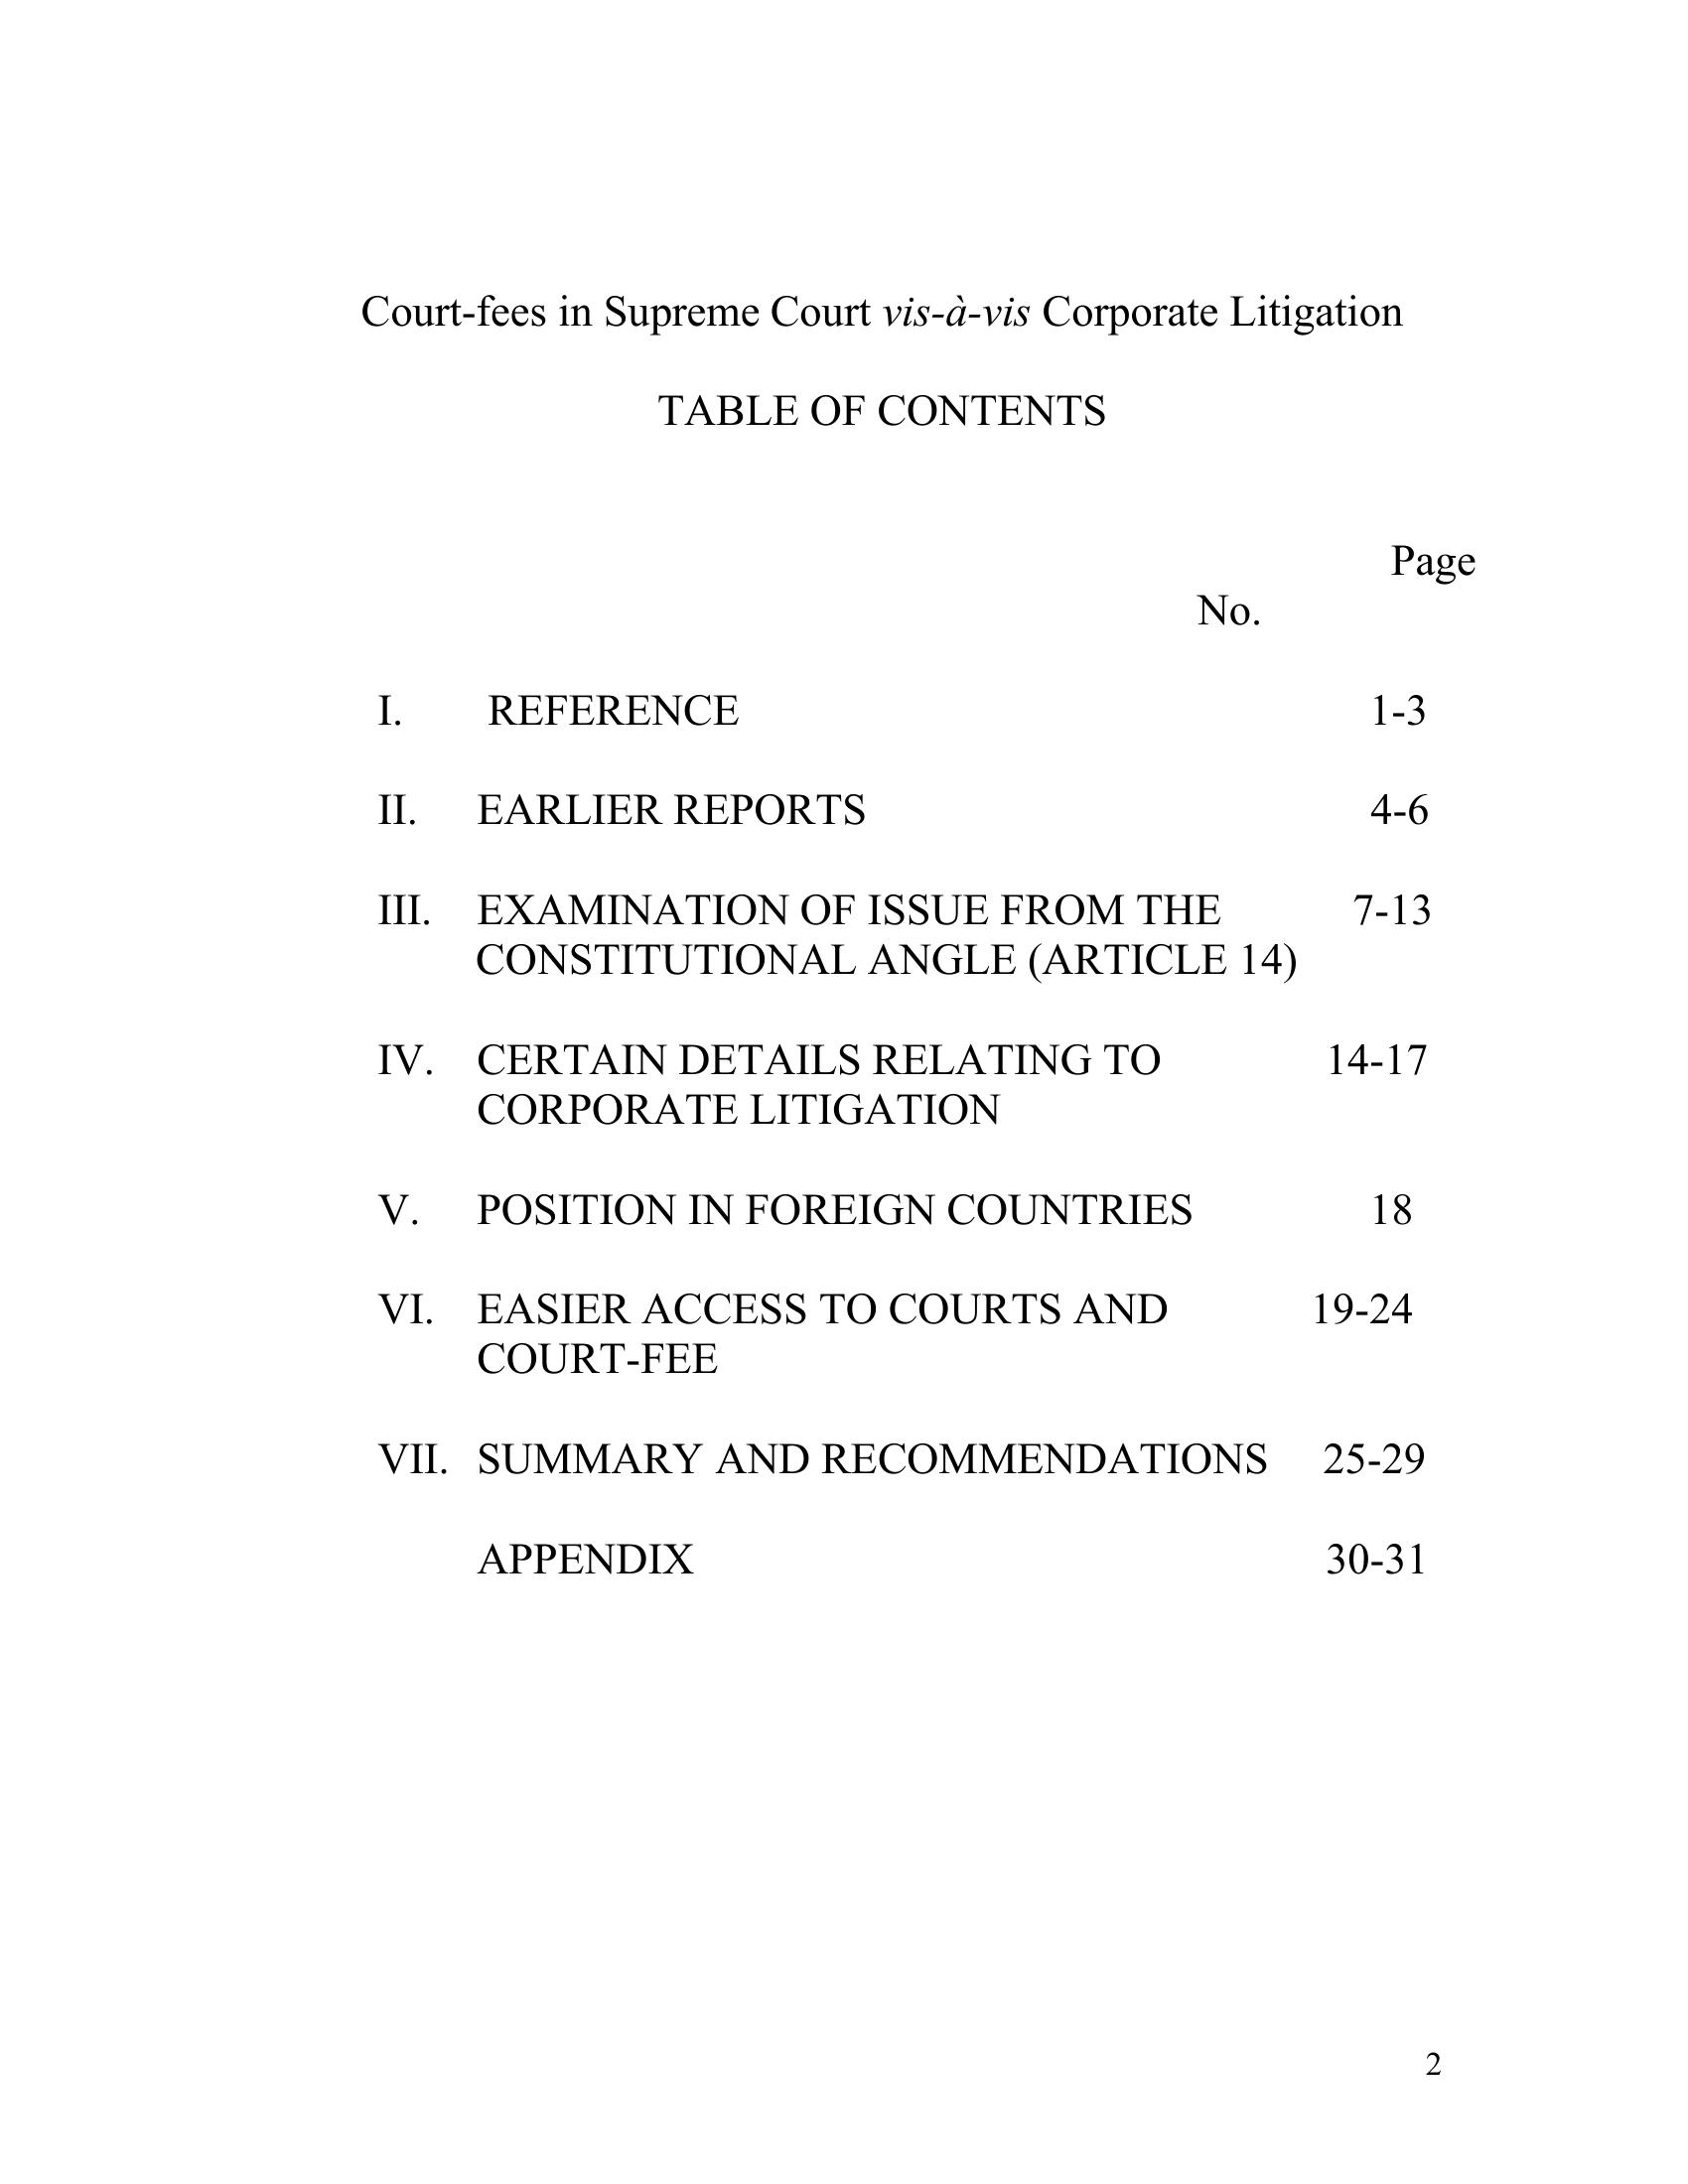 Court-fees in Supreme Court vis-à-vis Corporate Litigation
TABLE OF CONTENTS
Page
No.
I. REFERENCE 1-3
II. EARLIER REPORTS 4-6
III. EXAMINATION OF ISSUE FROM THE 7-13
CONSTITUTIONAL ANGLE (ARTICLE 14)
IV. CERTAIN DETAILS RELATING TO 14-17
CORPORATE LITIGATION
V. POSITION IN FOREIGN COUNTRIES 18
VI. EASIER ACCESS TO COURTS AND 19-24
COURT-FEE
VII. SUMMARY AND RECOMMENDATIONS 25-29
APPENDIX 30-31
2